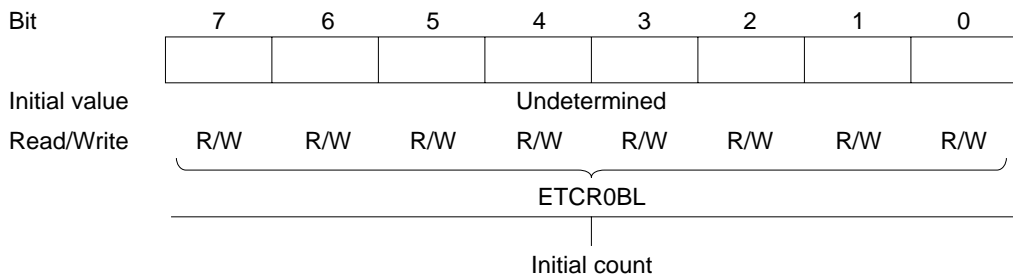 Bit 7 6 5 4 3 2 1 0
Initial value Undetermined
Read/Write R/W R/W R/W R/W R/W R/W R/W R/W
ETCR0BL
Initial count